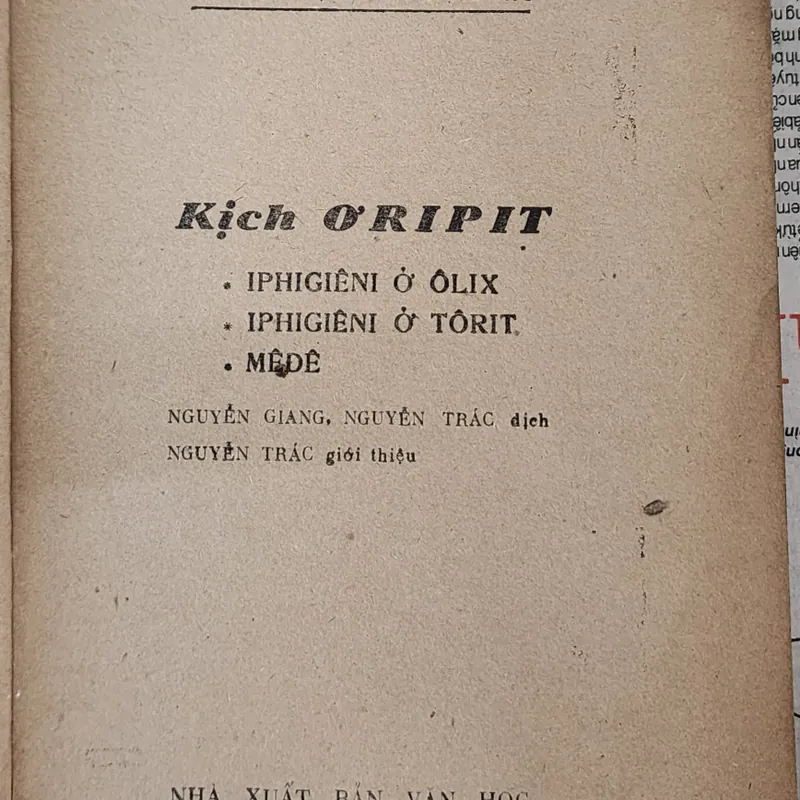 Kịch ƠRIPIT
• IPHIGIÊNI Ở ÔLIX
* IPHIGIÊNI Ở TÔRIT
• MÊĐÊ
NGUYỄN GIANG, NGUYỄN TRÁC dịch
NGUYỄN TRÁC giới thiệu
NHÀ XUẤT BẢN VĂN HỌC